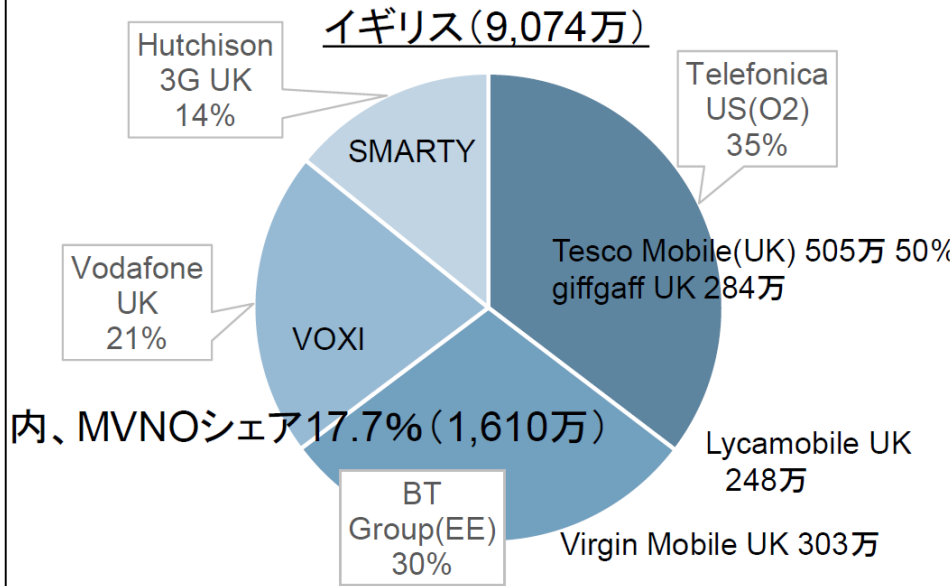 イギリス（9,074万）
Hutchison
3G UK
14%
Telefonica
US(O2)
35%
SMARTY
Tesco Mobile(UK) 505万 50%
giffgaff UK 284万
Vodafone
UK
21%
VOXI
内、MVNOシェア17.7%（1,610万）
Lycamobile UK
248万
BT
Group(EE)
30%
Virgin Mobile UK 303万